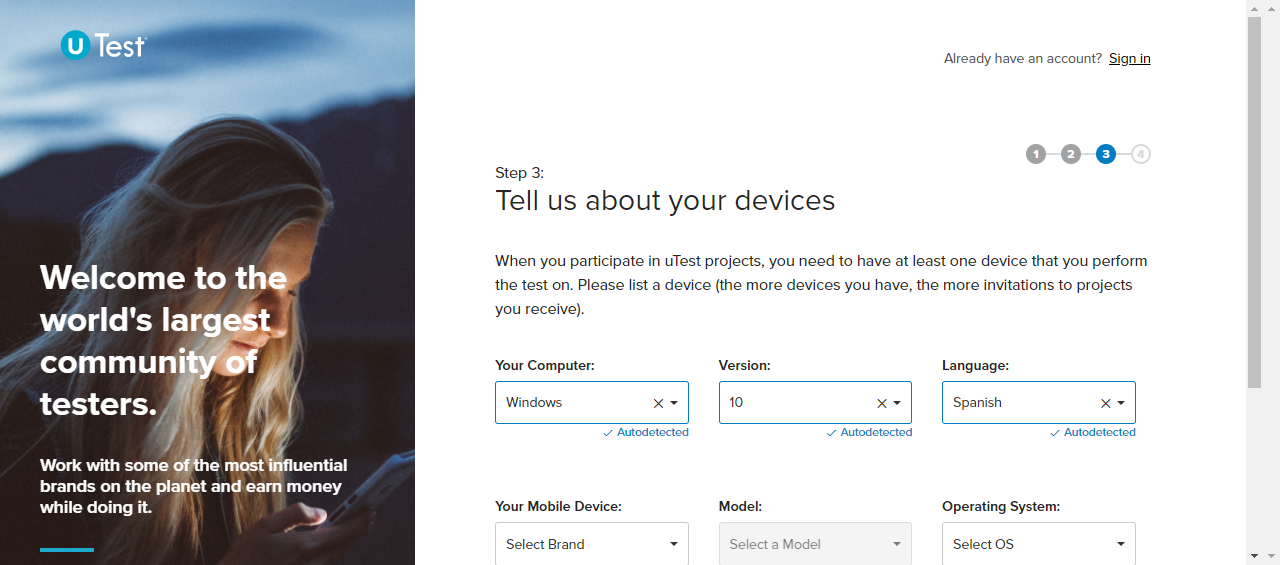 uTest
Already have an account? Sign in
1 2 3 4
Step 3:
Tell us about your devices
Welcome to the
world's largest
community of
testers.
Work with some of the most influential
brands on the planet and earn money
while doing it.
When you participate in uTest projects, you need to have at least one device that you perform
the test on. Please list a device (the more devices you have, the more invitations to projects
you receive).
Your Computer: Version: Language:
Windows 10 Spanish
Autodetected Autodetected Autodetected
Your Mobile Device: Model: Operating System:
Select Brand Select a Model Select OS